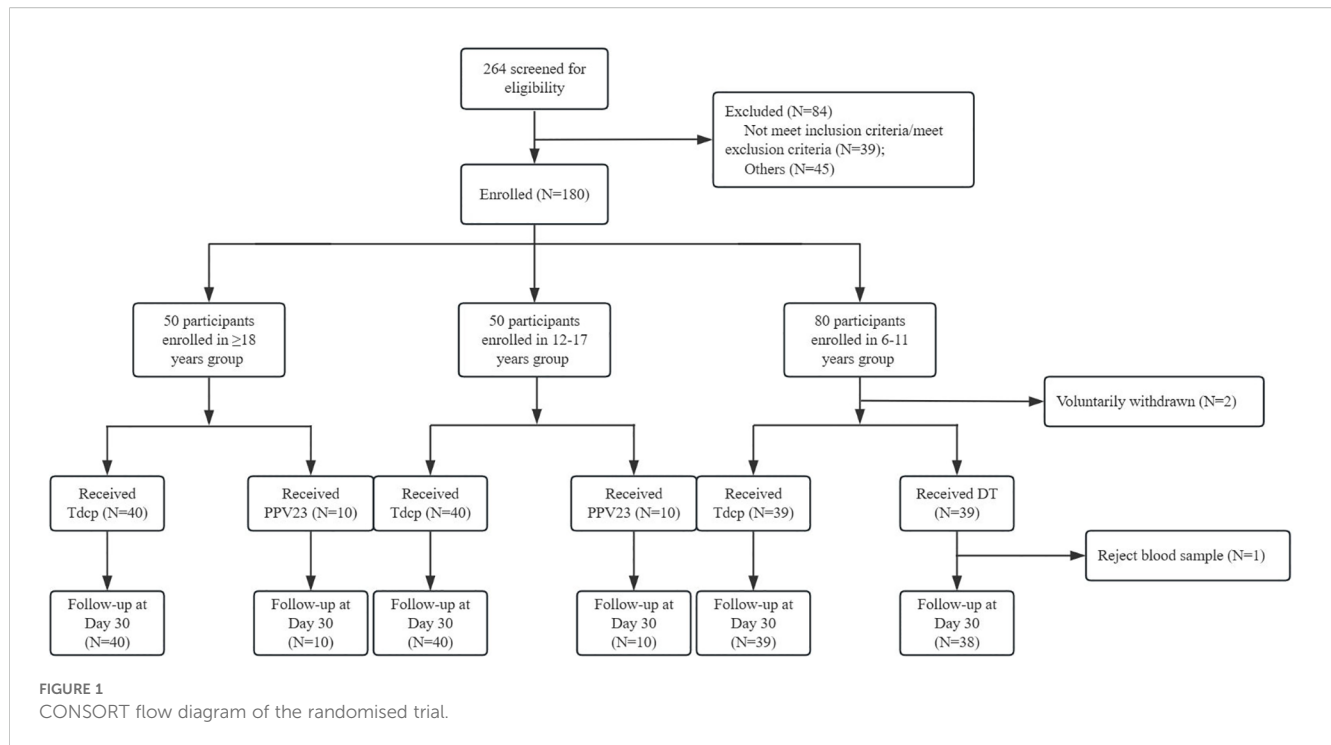 264 screened for
eligibility
Excluded (N=84)
Not meet inclusion criteria/meet
exclusion criteria (N=39);
Others (N=45)
Enrolled (N=180)
50 participants
enrolled in ≥18
years group
50 participants
enrolled in 12-17
years group
80 participants
enrolled in 6-11
years group
Voluntarily withdrawn (N=2)
Received
Tdcp (N=40)
Received
PPV23 (N=10)
Received
Tdcp (N=40)
Received
PPV23 (N=10)
Received
Tdcp (N=39)
Received DT
(N=39)
Reject blood sample (N=1)
Follow-up at
Day 30
(N=40)
Follow-up at
Day 30
(N=10)
Follow-up at
Day 30
(N=40)
Follow-up at
Day 30
(N=10)
Follow-up at
Day 30
(N=39)
Follow-up at
Day 30
(N=38)
FIGURE 1
CONSORT flow diagram of the randomised trial.